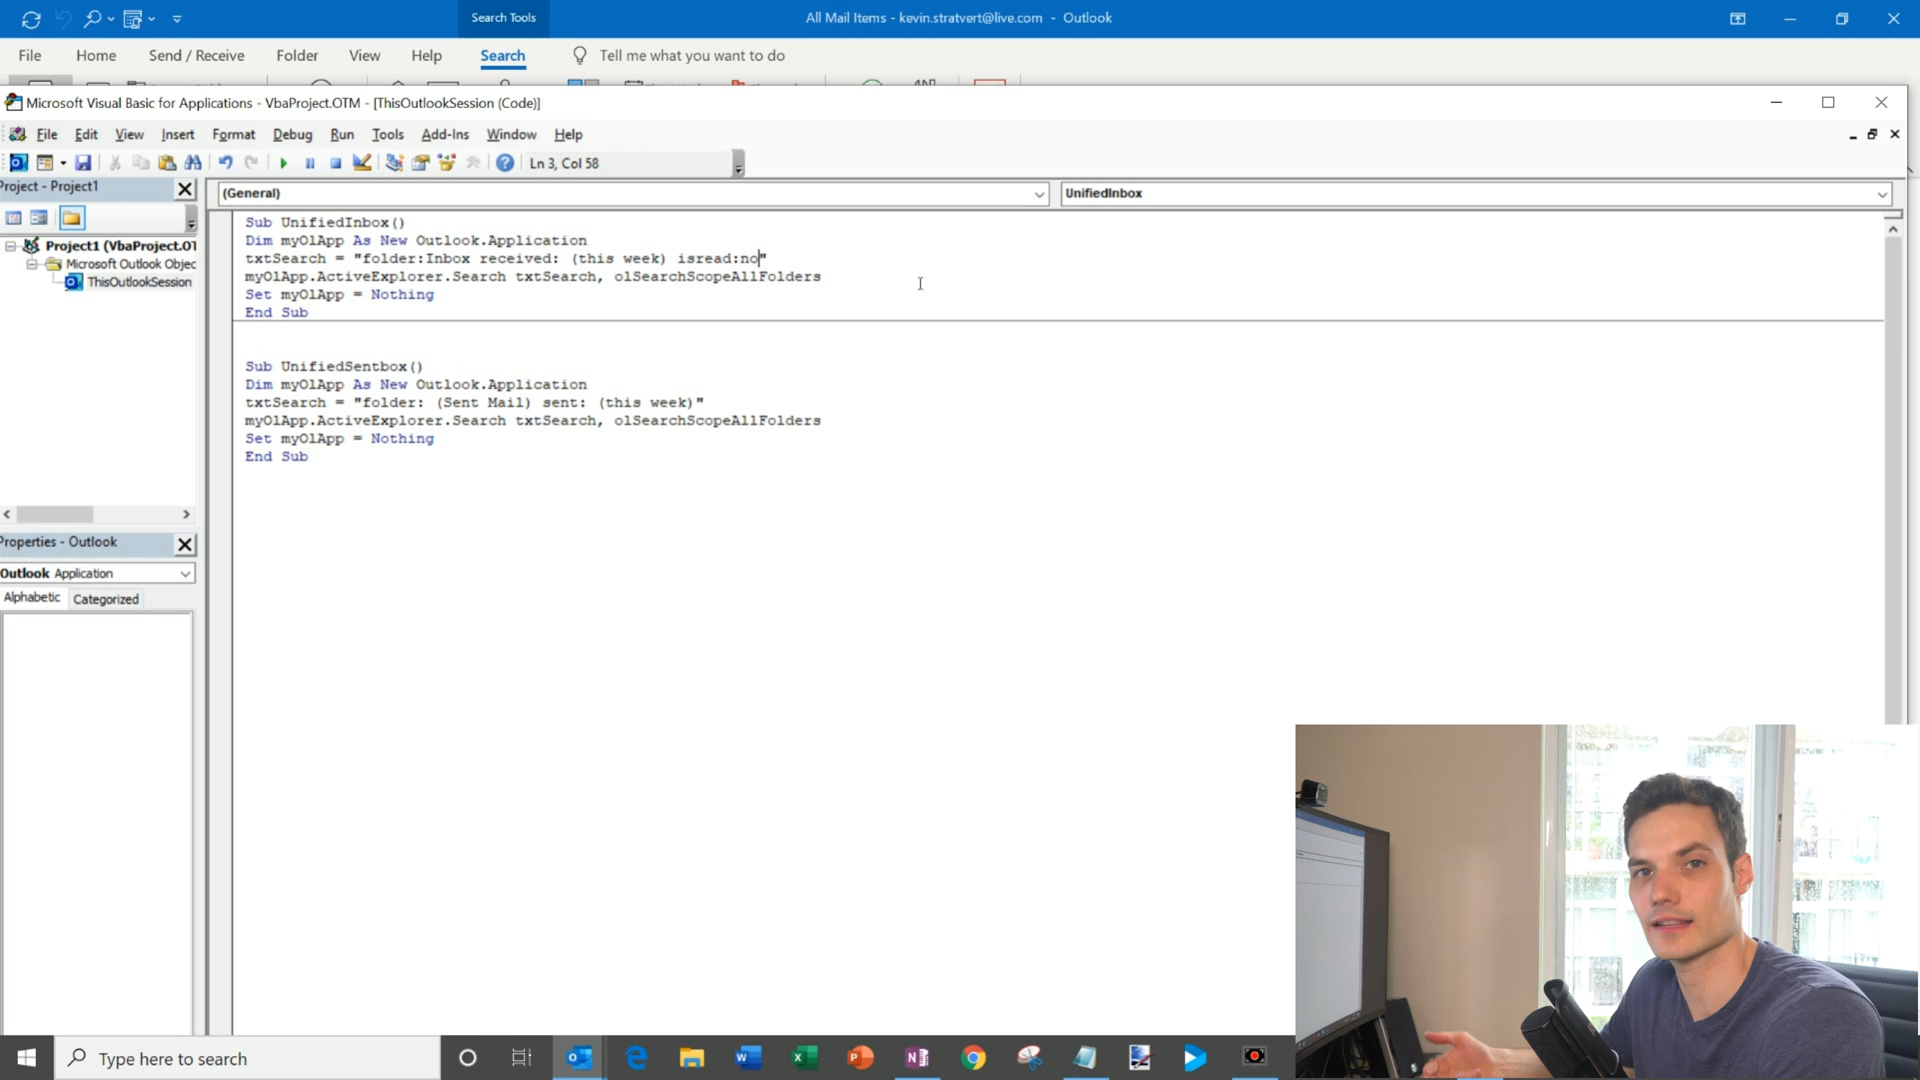 Search Tools
All Mail Items - kevin.stratvert@live.com - Outlook
File Home Send / Receive Folder View Help Search Tell me what you want to do
Microsoft Visual Basic for Applications - VbaProject.OTM - [ThisOutlookSession (Code)]
File Edit View Insert Format Debug Run Tools Add-Ins Window Help
Ln 3, Col 58
Project - Project1
(General)
UnifiedInbox
Project1 (VbaProject.OT
Microsoft Outlook Objec
ThisOutlookSession
Sub UnifiedInbox()
Dim myOlApp As New Outlook.Application
txtSearch = "folder:Inbox received: (this week) isread:no"
myOlApp.ActiveExplorer.Search txtSearch, olSearchScopeAllFolders
Set myOlApp = Nothing
End Sub
Sub UnifiedSentbox()
Dim myOlApp As New Outlook.Application
txtSearch = "folder: (Sent Mail) sent: (this week)"
myOlApp.ActiveExplorer.Search txtSearch, olSearchScopeAllFolders
Set myOlApp = Nothing
End Sub
Properties - Outlook
Outlook Application
Alphabetic Categorized
Type here to search